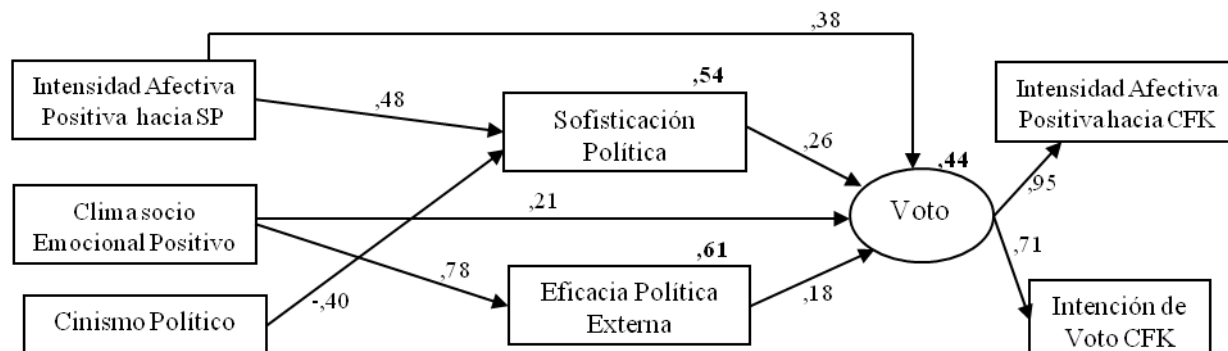 ,38
Intensidad Afectiva
Positiva hacia SP
,48
,54
Sofisticación
Política
,26
Intensidad Afectiva
Positiva hacia CFK
,44
,95
Voto
Clima socio
Emocional Positivo
,21
,78
,61
Eficacia Política
Externa
,18
,71
-,40
Cinismo Político
Intención de
Voto CFK